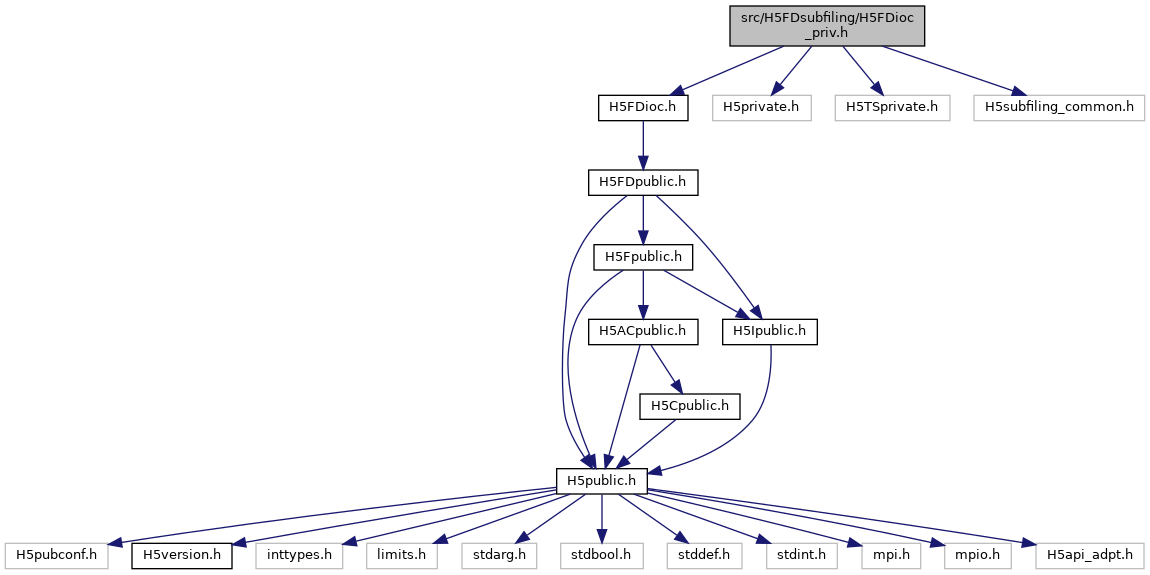 src/H5FDsubfiling/H5FDioc
_priv.h
H5FDioc.h
H5private.h
H5TSprivate.h
H5subfiling_common.h
H5FDpublic.h
H5Fpublic.h
H5ACpublic.h
H5Ipublic.h
H5Cpublic.h
H5public.h
H5pubconf.h
H5version.h
inttypes.h
limits.h
stdarg.h
stdbool.h
stddef.h
stdint.h
mpi.h
mpio.h
H5api_adpt.h